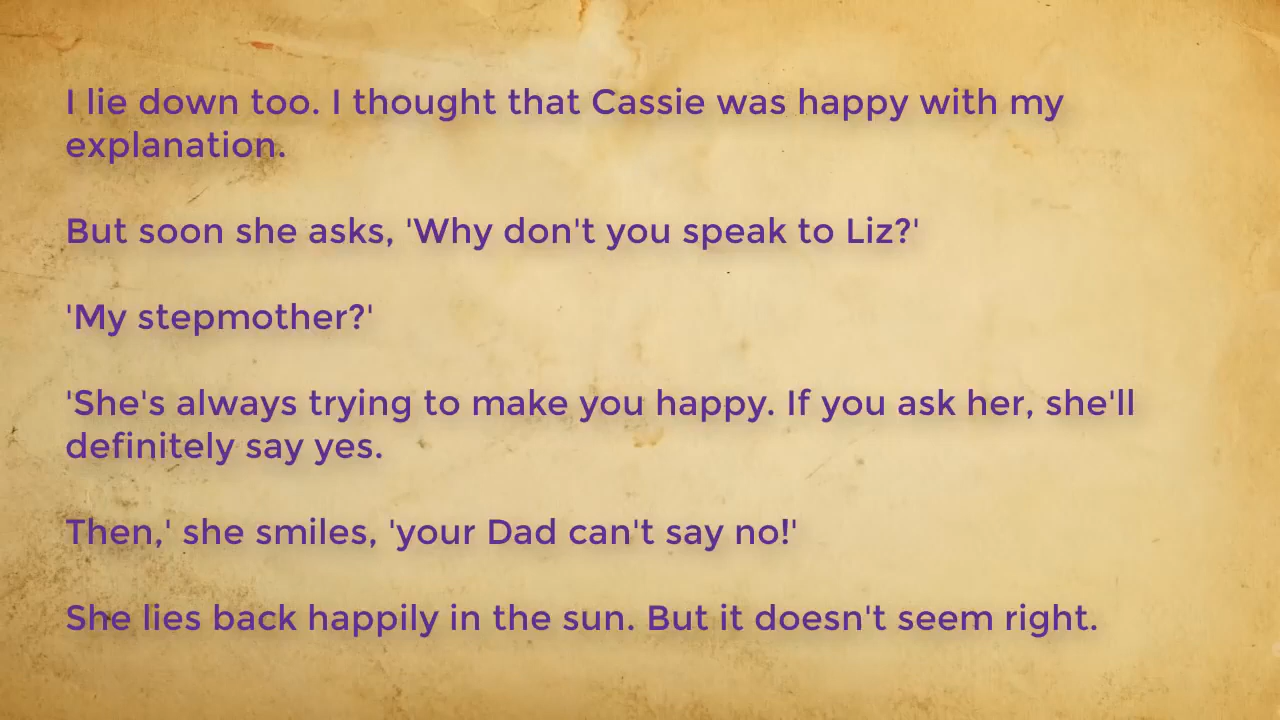 I lie down too. I thought that Cassie was happy with my
explanation.
But soon she asks, 'Why don't you speak to Liz?'
'My stepmother?'
'She's always trying to make you happy. If you ask her, she'll
definitely say yes.
Then,' she smiles, 'your Dad can't say no!'
She lies back happily in the sun. But it doesn't seem right.